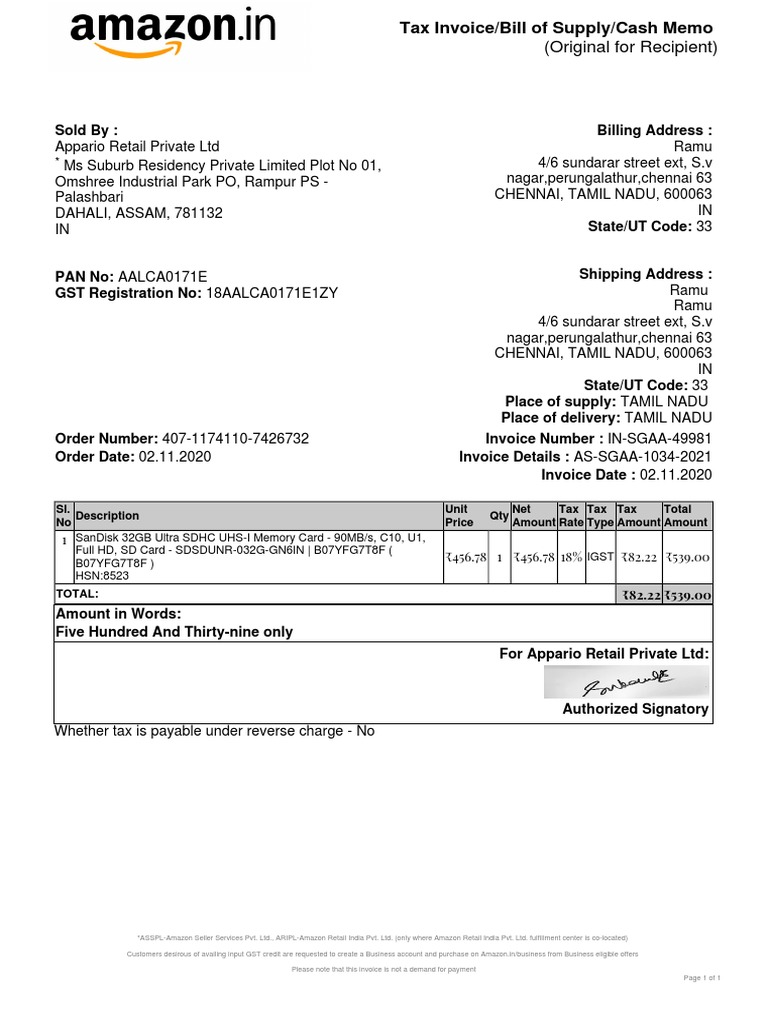 amazon.in
Tax Invoice/Bill of Supply/Cash Memo
(Original for Recipient)
Sold By :
Appario Retail Private Ltd
* Ms Suburb Residency Private Limited Plot No 01,
Omshree Industrial Park PO, Rampur PS -
Palashbari
DAHALI, ASSAM, 781132
IN
Billing Address :
Ramu
4/6 sundarar street ext, S.v
nagar,perungalathur,chennai 63
CHENNAI, TAMIL NADU, 600063
IN
State/UT Code: 33
PAN No: AALCA0171E
GST Registration No: 18AALCA0171E1ZY
Shipping Address :
Ramu
Ramu
4/6 sundarar street ext, S.v
nagar,perungalathur,chennai 63
CHENNAI, TAMIL NADU, 600063
IN
State/UT Code: 33
Place of supply: TAMIL NADU
Place of delivery: TAMIL NADU
Order Number: 407-1174110-7426732
Order Date: 02.11.2020
Invoice Number : IN-SGAA-49981
Invoice Details : AS-SGAA-1034-2021
Invoice Date : 02.11.2020
Sl. No Description Unit Price Qty Net Amount Tax Rate Tax Type Tax Amount Total Amount
1 SanDisk 32GB Ultra SDHC UHS-I Memory Card - 90MB/s, C10, U1,
Full HD, SD Card - SDSDUNR-032G-GN6IN | B07YFG7T8F (
B07YFG7T8F )
HSN:8523
₹456.78 1 ₹456.78 18% IGST ₹82.22 ₹539.00
TOTAL: ₹82.22 ₹539.00
Amount in Words:
Five Hundred And Thirty-nine only
For Appario Retail Private Ltd:
Authorized Signatory
Whether tax is payable under reverse charge - No
*ASSPL-Amazon Seller Services Pvt. Ltd., ARIPL-Amazon Retail India Pvt. Ltd. (only where Amazon Retail India Pvt. Ltd. fulfillment center is co-located)
Customers desirous of availing input GST credit are requested to create a Business account and purchase on Amazon.in/business from Business eligible offers
Please note that this invoice is not a demand for payment
Page 1 of 1